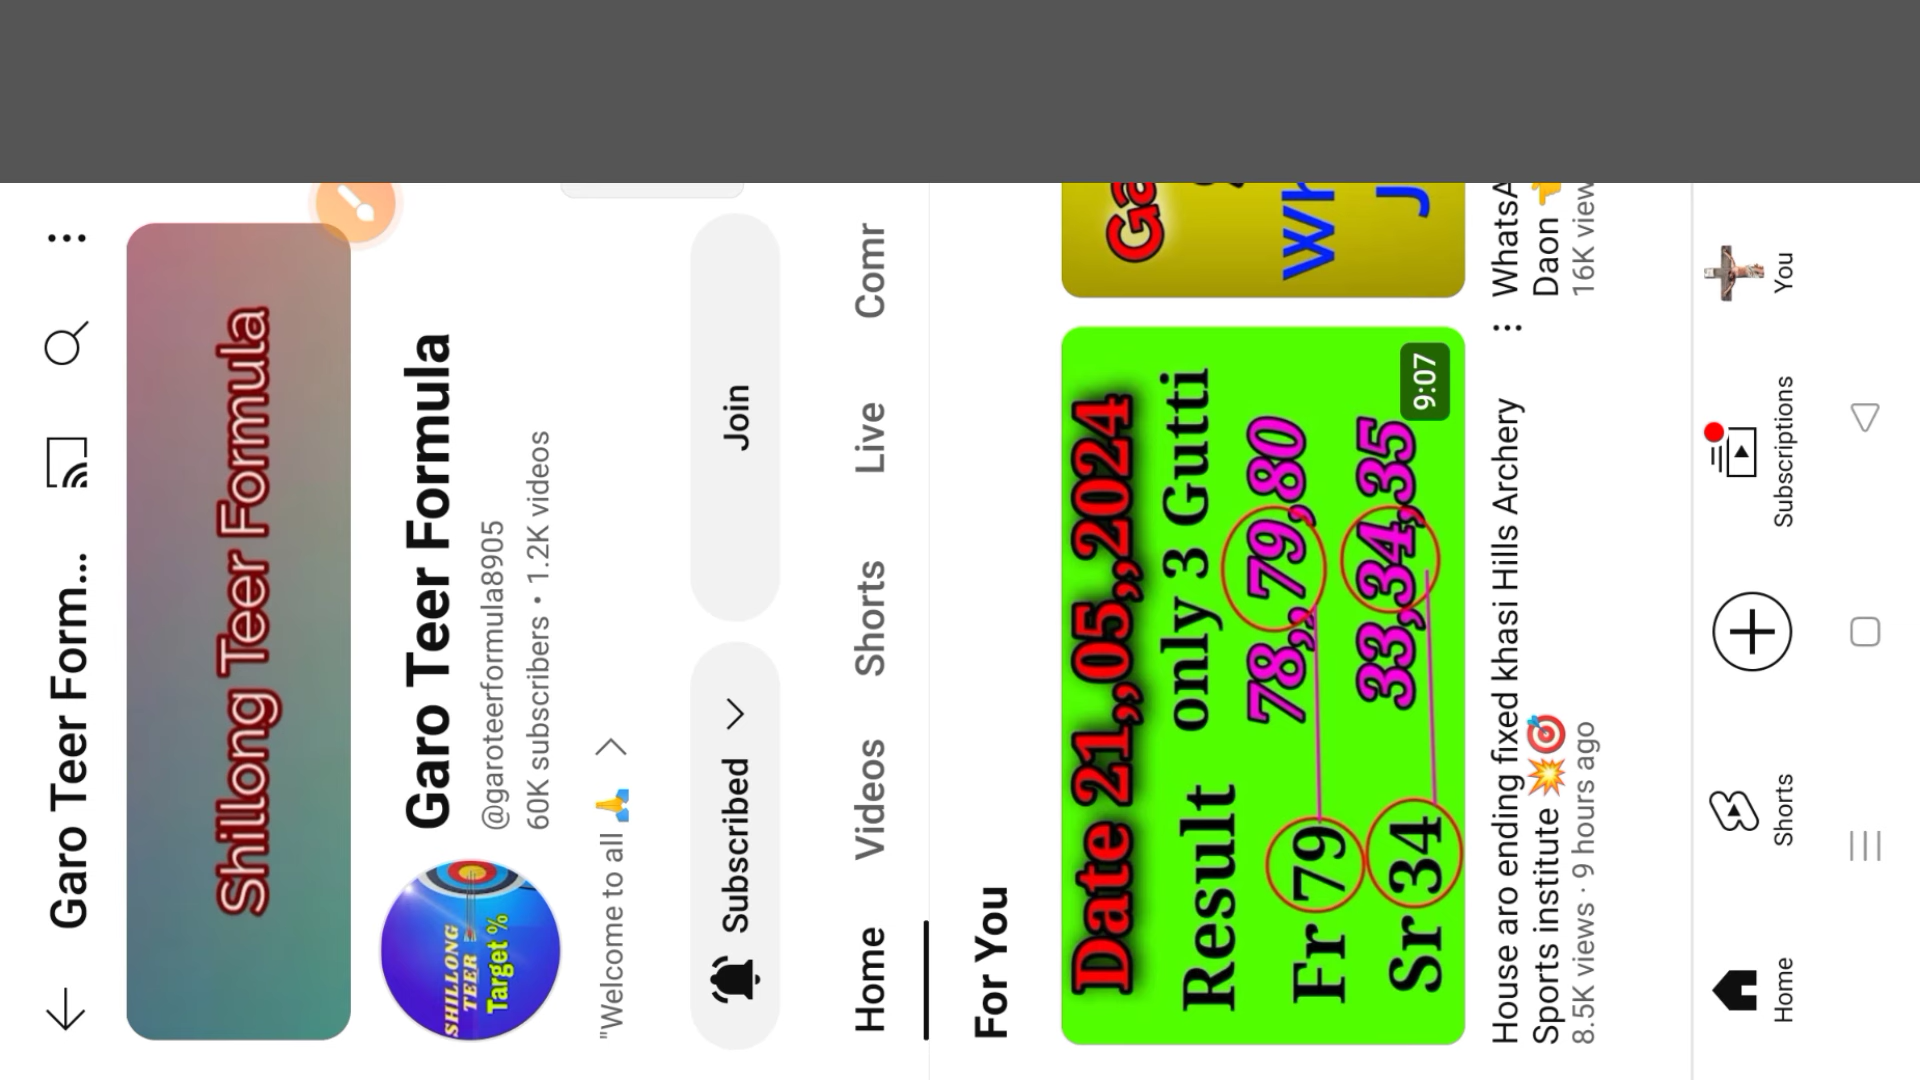 Garo Teer Form...
Shillong Teer Formula
SHILLONG
TEER
Target %
Garo Teer Formula
@garoteerformula8905
60K subscribers • 1.2K videos
"Welcome to all 🙏
Subscribed
Join
Home
Videos
Shorts
Live
Comr
For You
Date 21,,05,,2024
Result only 3 Gutti
Fr 79 78,,79,80
Sr 34 33,34,35
9:07
House aro ending fixed khasi Hills Archery
Sports institute 💥🎯
8.5K views · 9 hours ago
Ga
Wh
J
WhatsA
Daon 👈
16K view
Home
Shorts
Subscriptions
You